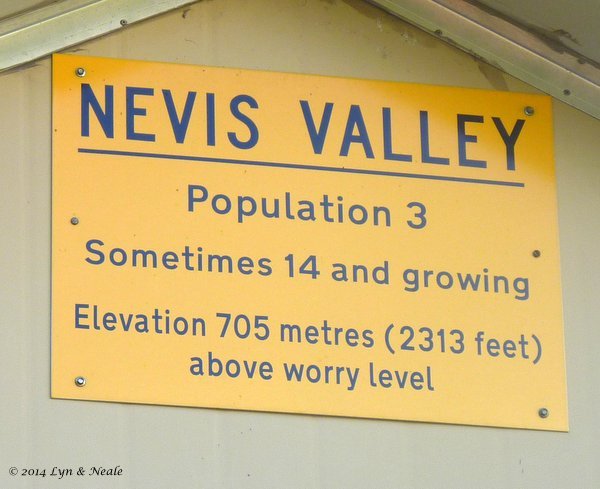 NEVIS VALLEY
Population 3
Sometimes 14 and growing
Elevation 705 metres (2313 feet)
above worry level
© 2014 Lyn & Neale